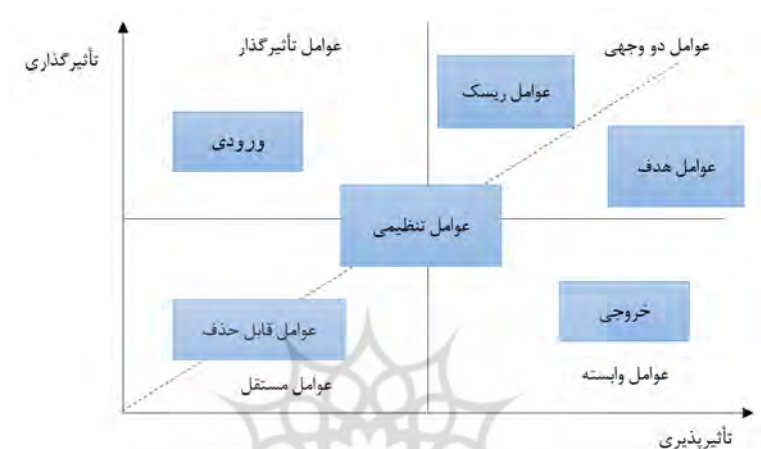 عوامل دو وجهی
عوامل تأثیرگذار
تأثیرگذاری
عوامل ریسک
ورودی
عوامل هدف
عوامل تنظیمی
خروجی
عوامل قابل حذف
عوامل وابسته
عوامل مستقل
تأثیرپذیری